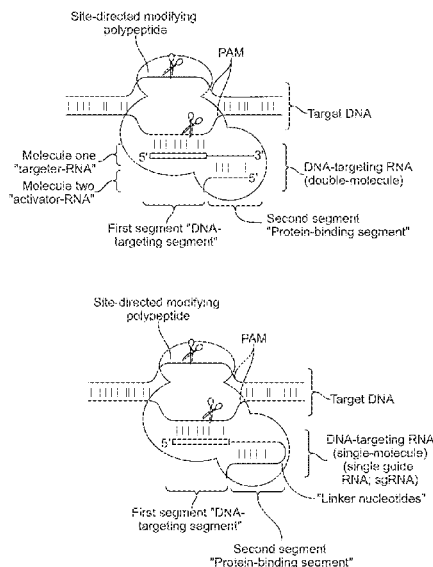 Site-directed modifying
polypeptide
PAM
Target DNA
Molecule one
"targeter-RNA"
5'
3'
Molecule two
"activator-RNA"
5'
DNA-targeting RNA
(double-molecule)
First segment "DNA-
targeting segment"
Second segment
"Protein-binding segment"
Site-directed modifying
polypeptide
PAM
Target DNA
5'
DNA-targeting RNA
(single-molecule)
(single guide
RNA; sgRNA)
"Linker nucleotides"
First segment "DNA-
targeting segment"
Second segment
"Protein-binding segment"